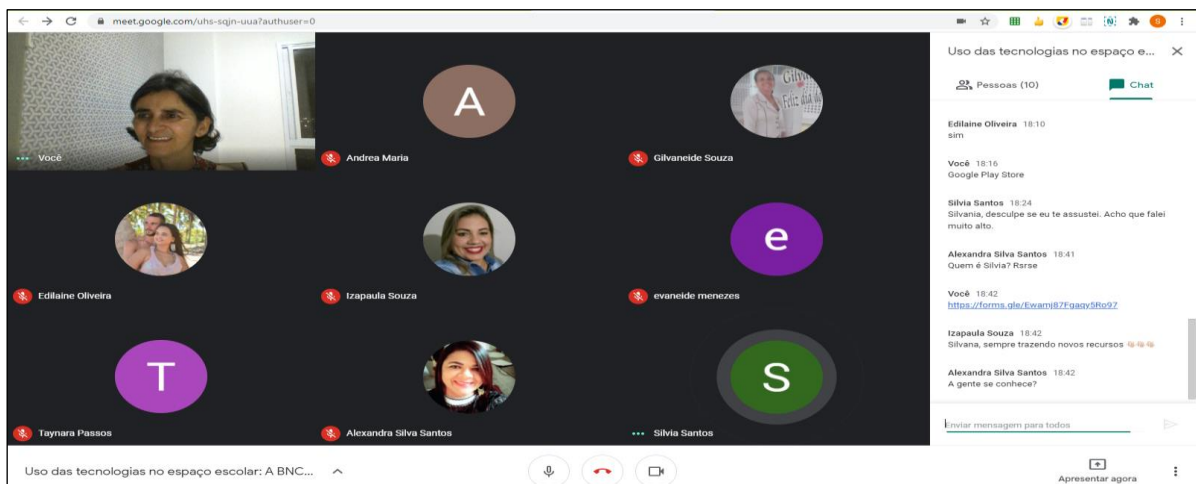 meet.google.com/uhs-sqjn-uua?authuser=0
S
Você
A
Andrea Maria
Gilvaneide Souza
Edilaine Oliveira
Izapaula Souza
e
evaneide menezes
T
Taynara Passos
Alexandra Silva Santos
S
Silvia Santos
Uso das tecnologias no espaço e...
Pessoas (10)
Chat
Edilaine Oliveira 18:10
sim
Você 18:16
Google Play Store
Silvia Santos 18:24
Silvania, desculpe se eu te assustei. Acho que falei
muito alto.
Alexandra Silva Santos 18:41
Quem é Silvia? Rsrse
Você 18:42
https://forms.gle/Ewamj87Fgaqy5Ro97
Izapaula Souza 18:42
Silvana, sempre trazendo novos recursos 👏🏻👏🏻👏🏻
Alexandra Silva Santos 18:42
A gente se conhece?
Enviar mensagem para todos
Uso das tecnologias no espaço escolar: A BNC...
Apresentar agora